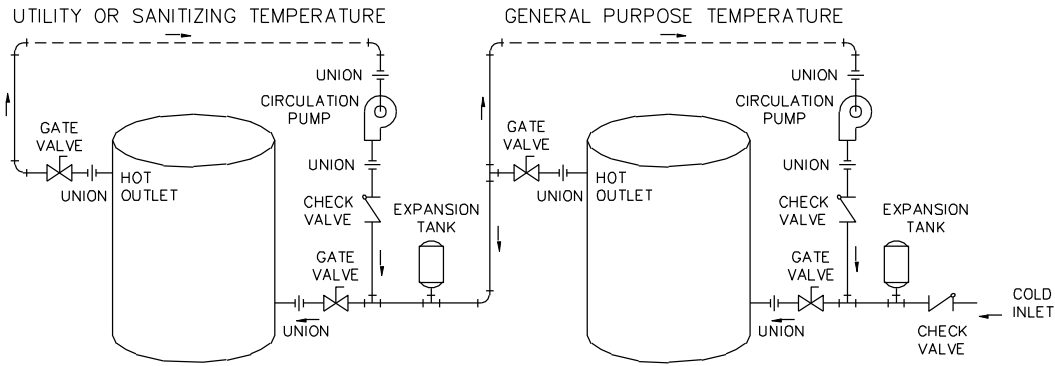 UTILITY OR SANITIZING TEMPERATURE
GENERAL PURPOSE TEMPERATURE
UNION
CIRCULATION
PUMP
GATE
VALVE
UNION
HOT
OUTLET
UNION
CHECK
VALVE
EXPANSION
TANK
GATE
VALVE
UNION
UNION
CIRCULATION
PUMP
GATE
VALVE
UNION
HOT
OUTLET
UNION
CHECK
VALVE
EXPANSION
TANK
GATE
VALVE
UNION
COLD
INLET
CHECK
VALVE